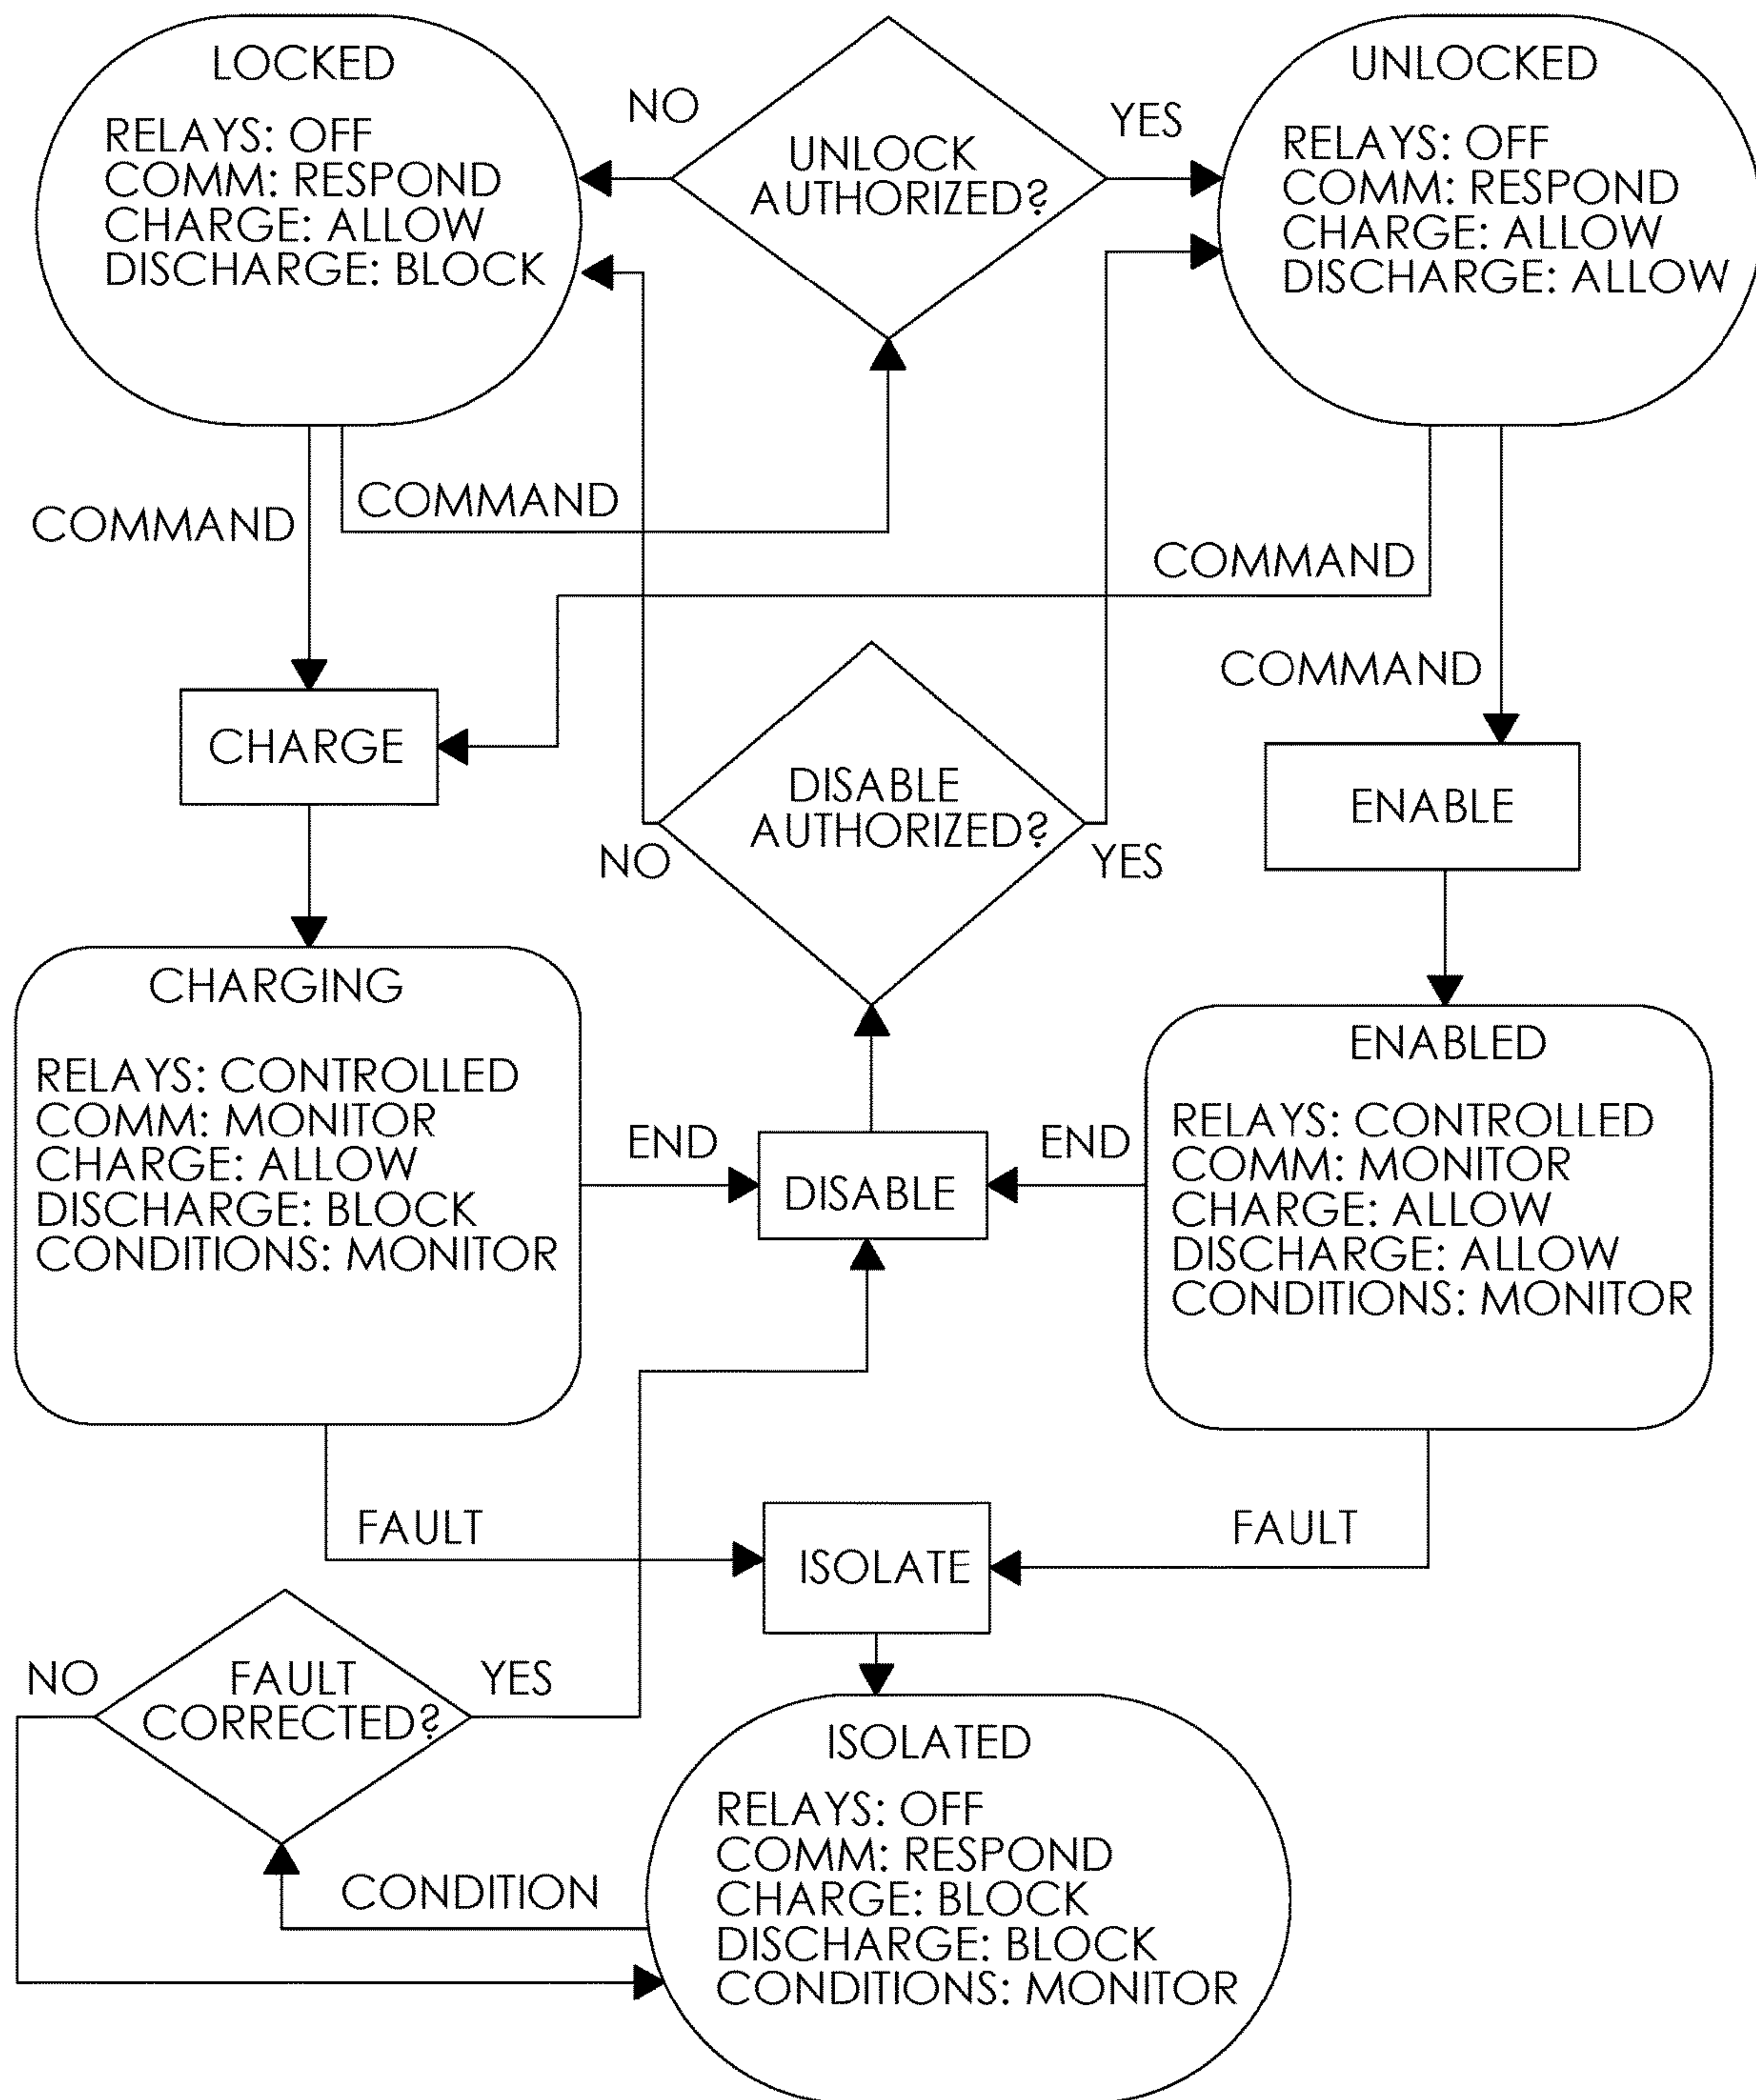 LOCKED
RELAYS: OFF
COMM: RESPOND
CHARGE: ALLOW
DISCHARGE: BLOCK
NO
UNLOCK
AUTHORIZED?
YES
UNLOCKED
RELAYS: OFF
COMM: RESPOND
CHARGE: ALLOW
DISCHARGE: ALLOW
COMMAND
COMMAND
COMMAND
COMMAND
CHARGE
DISABLE
AUTHORIZED?
NO
YES
ENABLE
CHARGING
RELAYS: CONTROLLED
COMM: MONITOR
CHARGE: ALLOW
DISCHARGE: BLOCK
CONDITIONS: MONITOR
END
DISABLE
END
ENABLED
RELAYS: CONTROLLED
COMM: MONITOR
CHARGE: ALLOW
DISCHARGE: ALLOW
CONDITIONS: MONITOR
FAULT
ISOLATE
FAULT
NO
FAULT
CORRECTED?
YES
CONDITION
ISOLATED
RELAYS: OFF
COMM: RESPOND
CHARGE: BLOCK
DISCHARGE: BLOCK
CONDITIONS: MONITOR